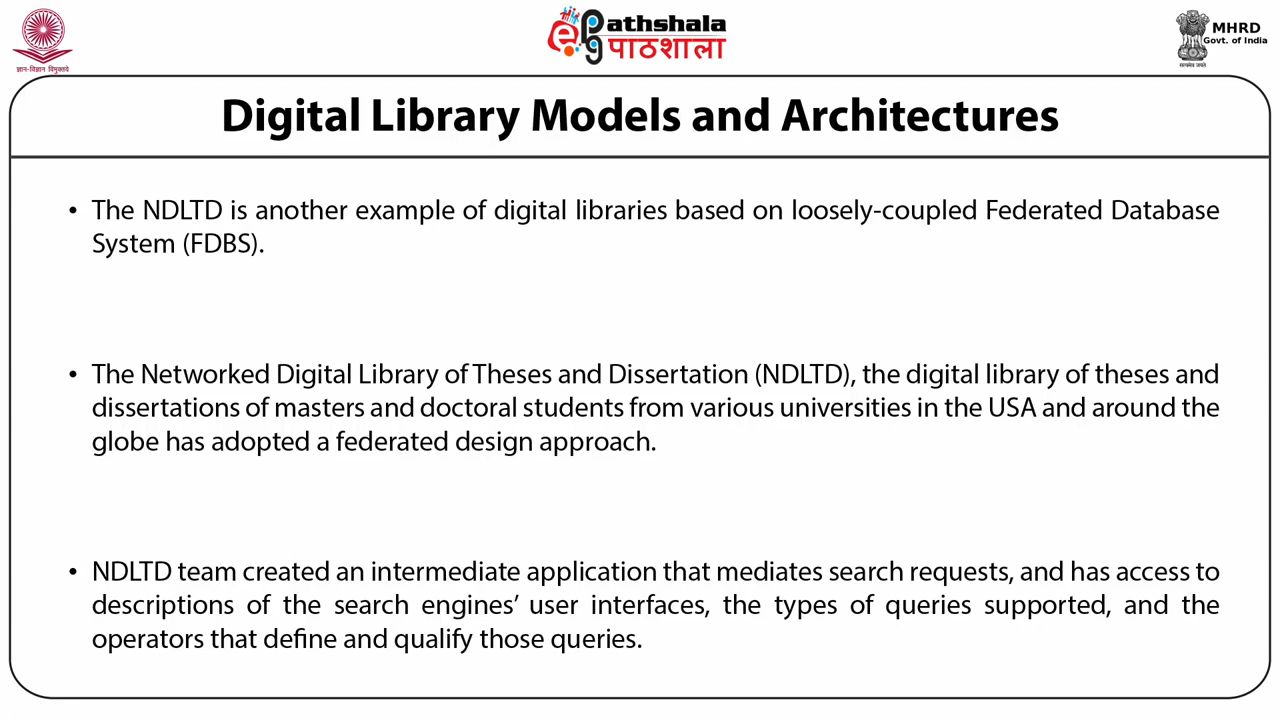 ज्ञान-विज्ञान विमुक्तये
epg Pathshala
पाठशाला
MHRD
Govt. of India
सत्यमेव जयते
Digital Library Models and Architectures
• The NDLTD is another example of digital libraries based on loosely-coupled Federated Database
System (FDBS).
• The Networked Digital Library of Theses and Dissertation (NDLTD), the digital library of theses and
dissertations of masters and doctoral students from various universities in the USA and around the
globe has adopted a federated design approach.
• NDLTD team created an intermediate application that mediates search requests, and has access to
descriptions of the search engines’ user interfaces, the types of queries supported, and the
operators that define and qualify those queries.